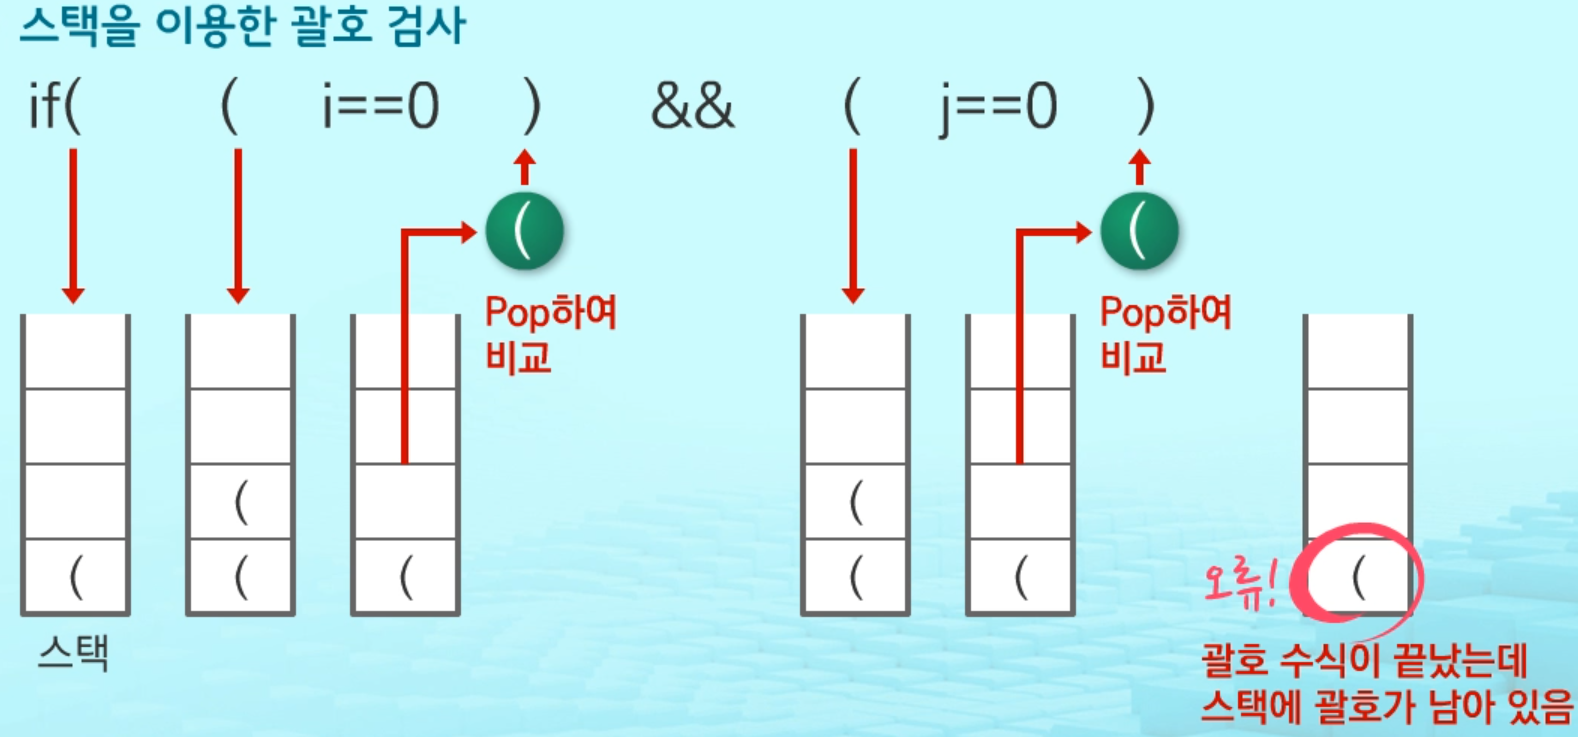 스택을 이용한 괄호 검사
if( ( i==0 ) && ( j==0 )
( (
Pop하여 Pop하여
비교 비교
( (
( ( ( ( ( (
오류!
스택
괄호 수식이 끝났는데
스택에 괄호가 남아 있음